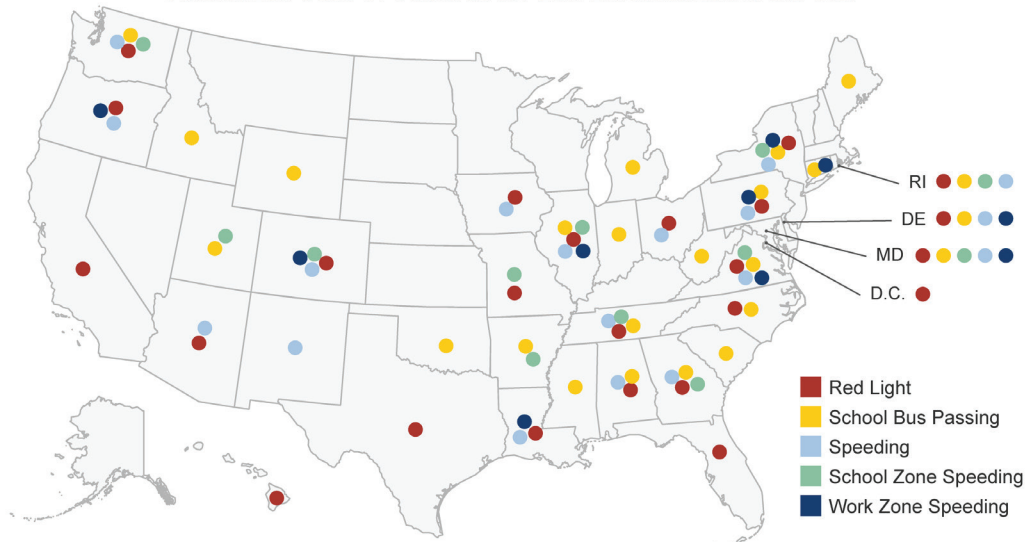 RI
DE
MD
D.C.
Red Light
School Bus Passing
Speeding
School Zone Speeding
Work Zone Speeding